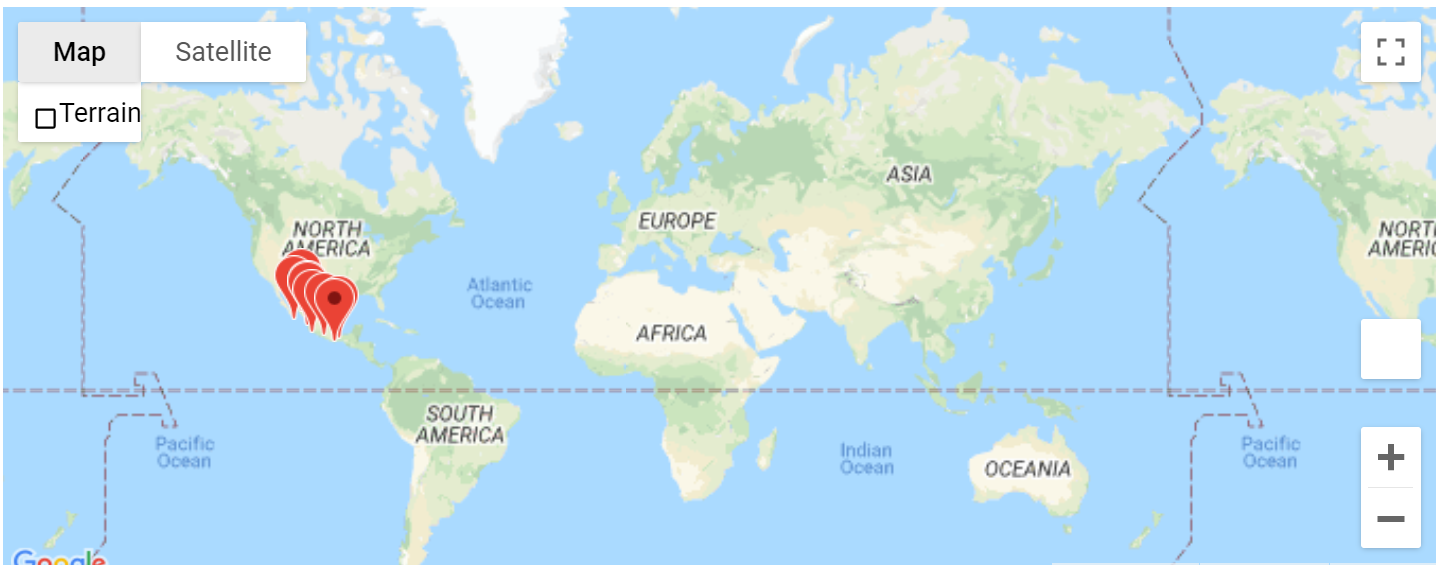 Map
Satellite
Terrain
ASIA
EUROPE
NORTH
AMERICA
NORTH
AMERIC
Atlantic
Ocean
AFRICA
SOUTH
AMERICA
Pacific
Ocean
Indian
Ocean
OCEANIA
Pacific
Ocean
Google